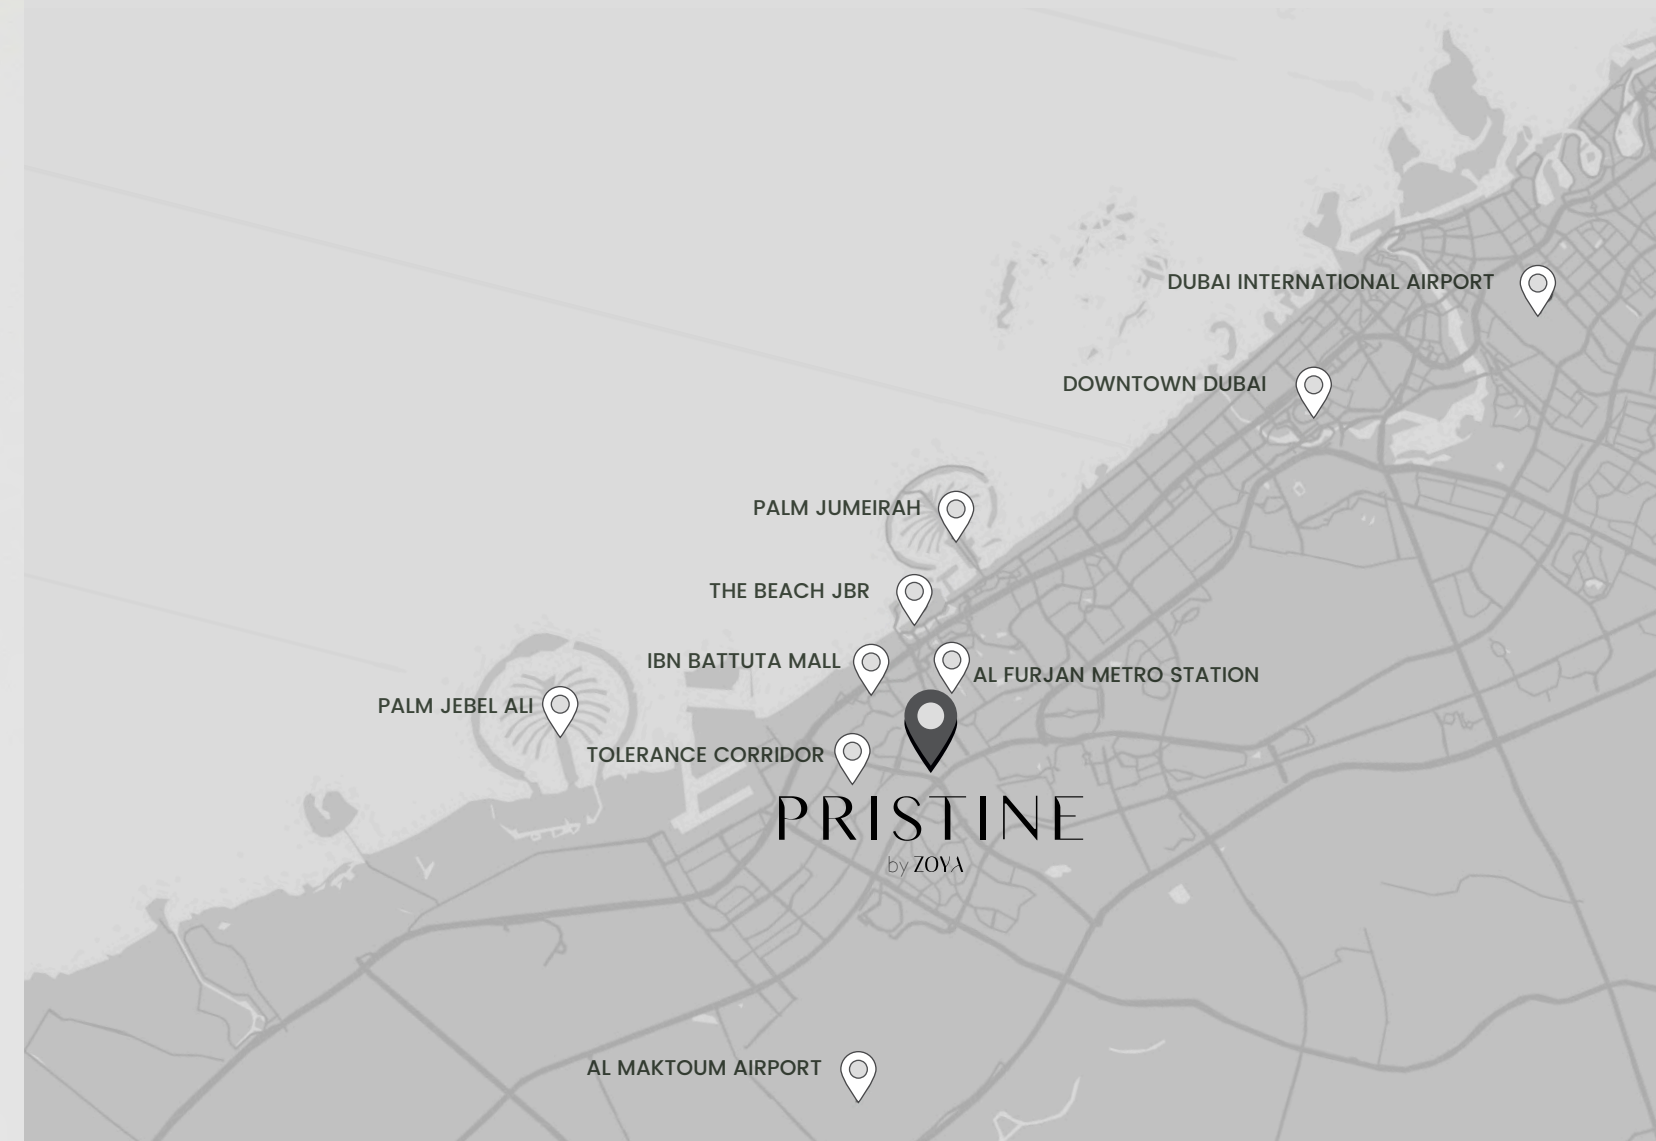 DUBAI INTERNATIONAL AIRPORT
DOWNTOWN DUBAI
PALM JUMEIRAH
THE BEACH JBR
IBN BATTUTA MALL
AL FURJAN METRO STATION
PALM JEBEL ALI
TOLERANCE CORRIDOR
PRISTINE
by ZOYA
AL MAKTOUM AIRPORT